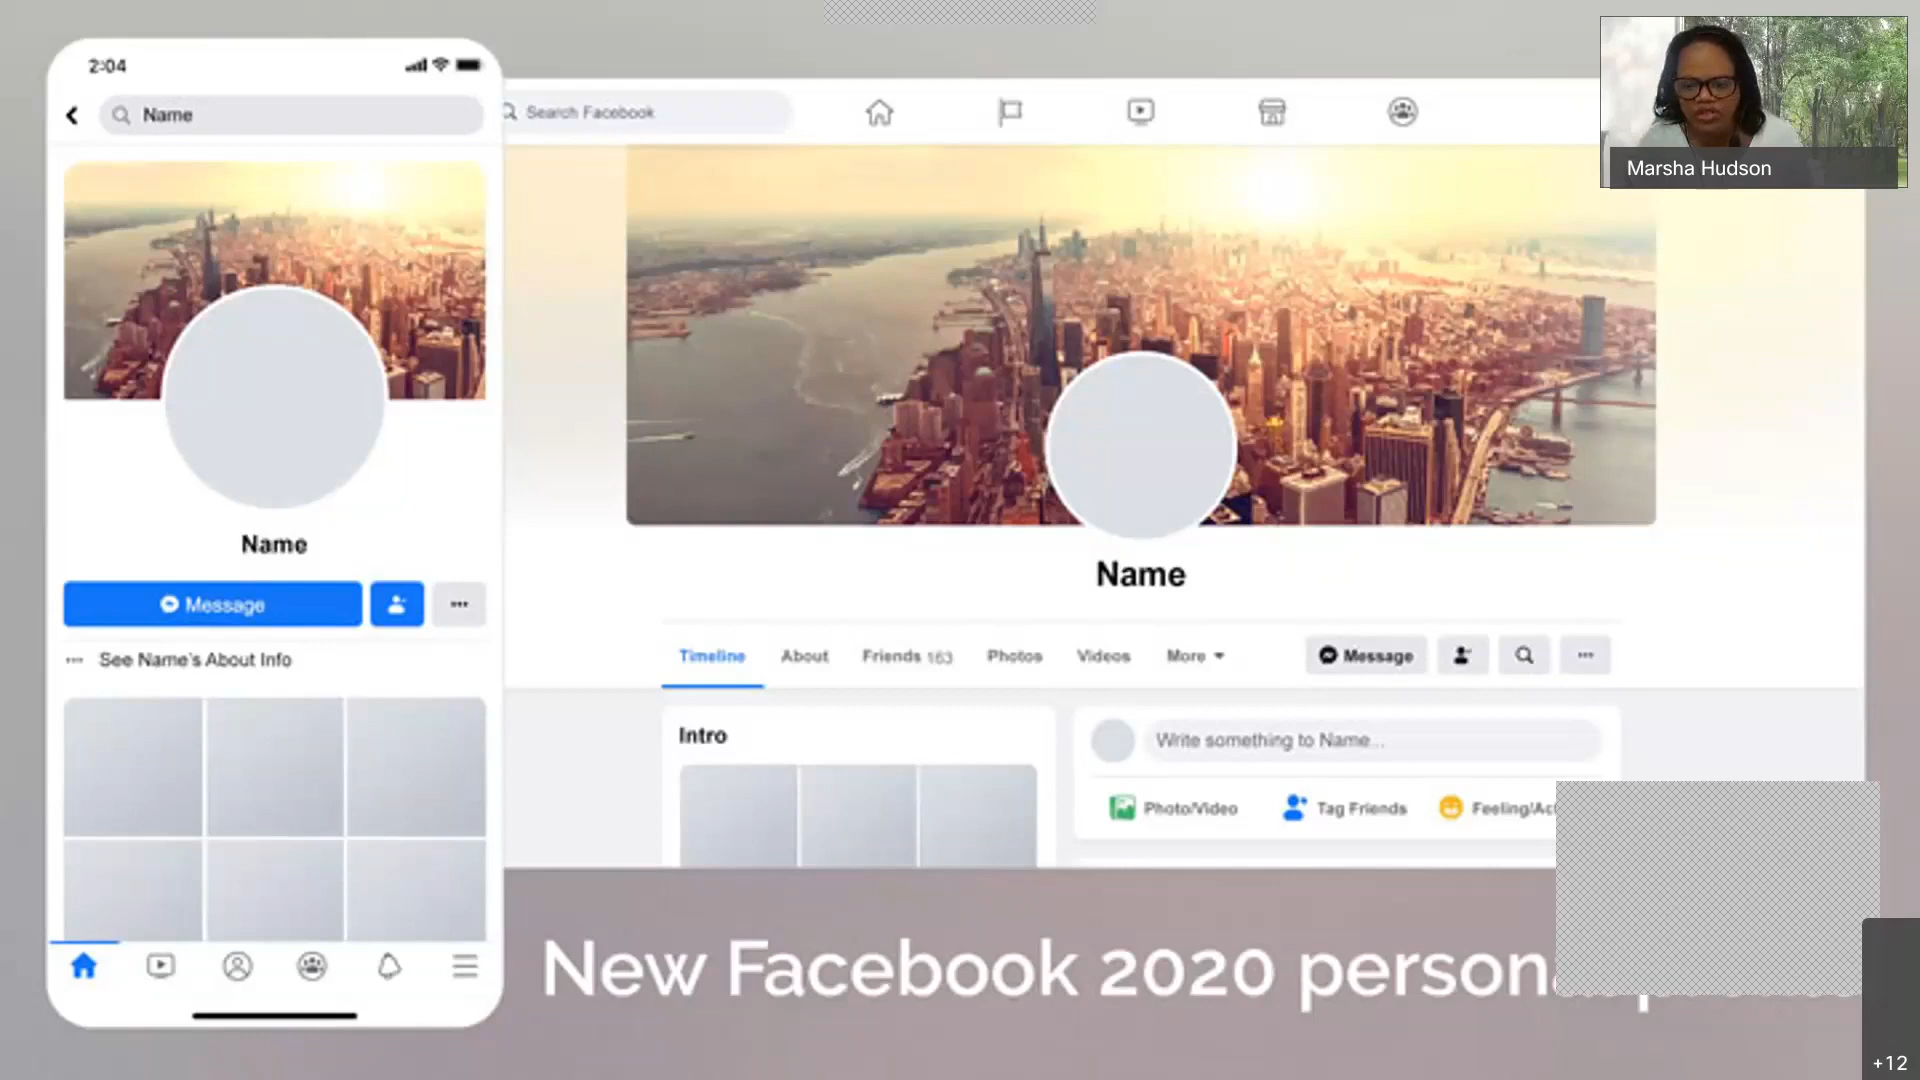 2:04
Name
Search Facebook
Marsha Hudson
Name
Message
See Name's About Info
Name
Timeline About Friends 163 Photos Videos More
Message
Intro
Write something to Name...
Photo/Video Tag Friends
New Facebook 2020
+12